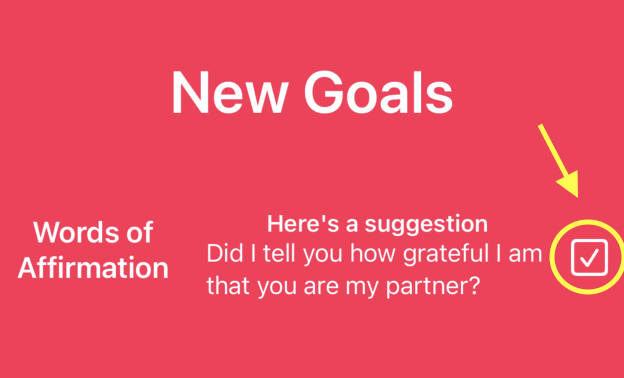 New Goals
Words of
Affirmation
Here's a suggestion
Did I tell you how grateful I am
that you are my partner?